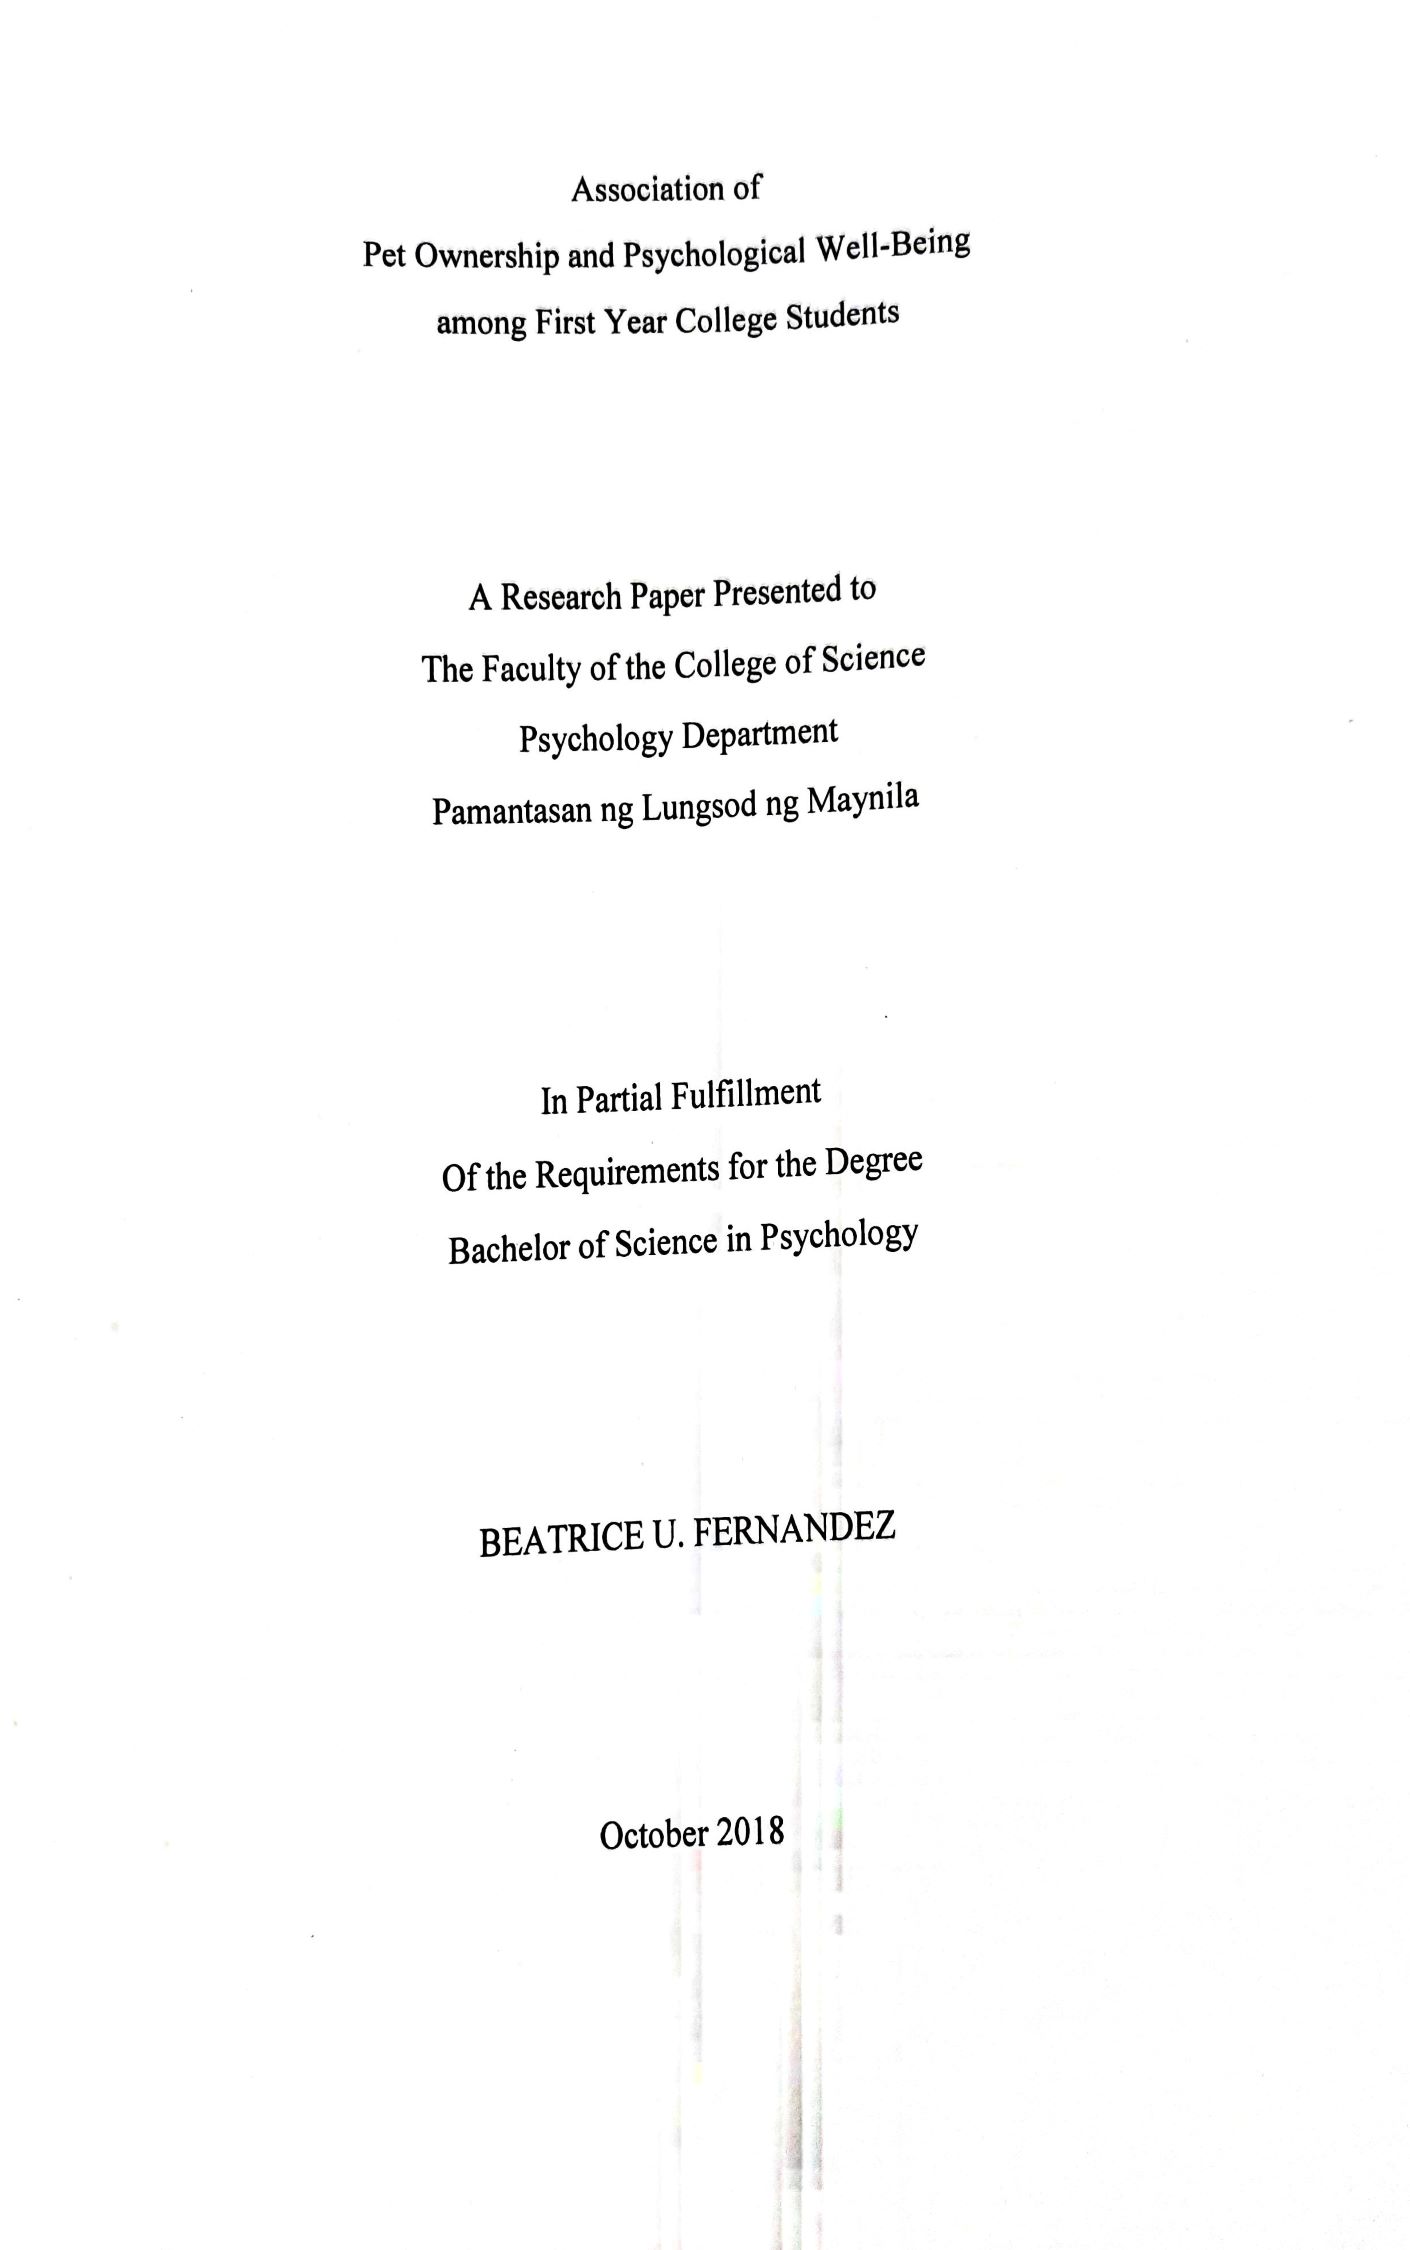 Association of
Pet Ownership and Psychological Well-Being
among First Year College Students
A Research Paper Presented to
The Faculty of the College of Science
Psychology Department
Pamantasan ng Lungsod ng Maynila
In Partial Fulfillment
Of the Requirements for the Degree
Bachelor of Science in Psychology
BEATRICE U. FERNANDEZ
October 2018